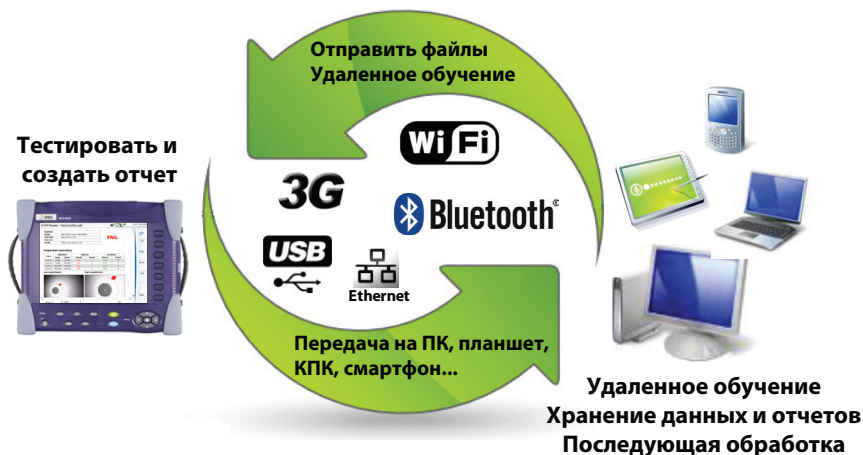 Отправить файлы
Удаленное обучение
Тестировать и
создать отчет
WiFi
3G
Bluetooth
USB
Ethernet
FAIL
Передача на ПК, планшет,
КПК, смартфон...
Удаленное обучение
Хранение данных и отчетов
Последующая обработка